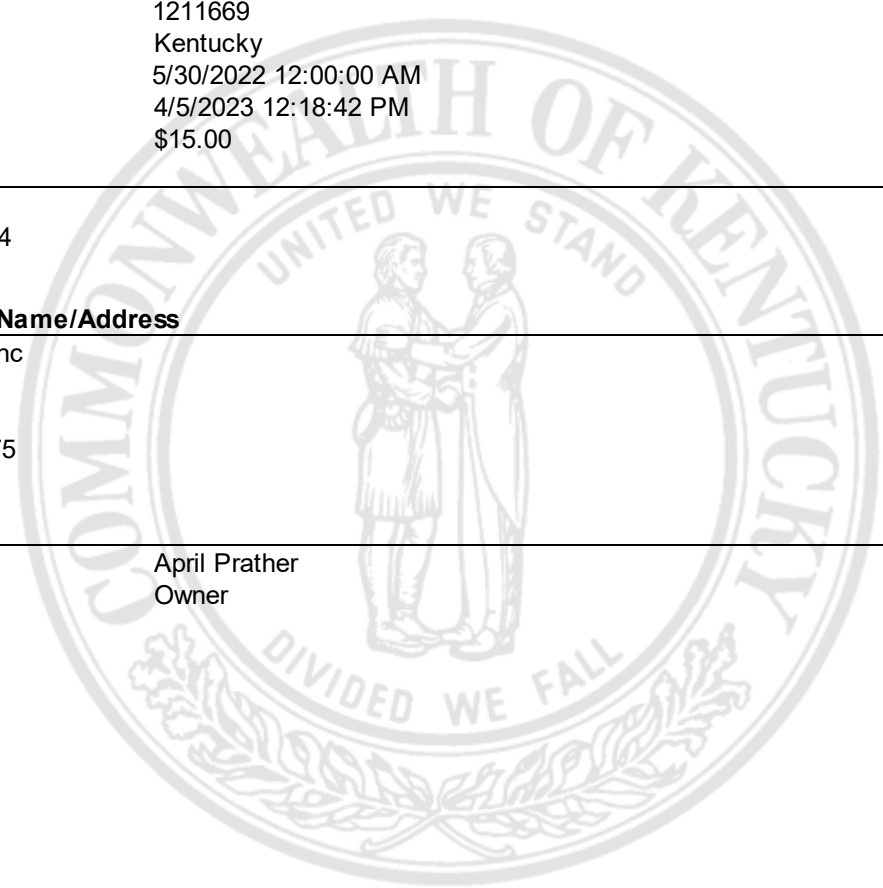 1211669
Kentucky
5/30/2022 12:00:00 AM
4/5/2023 12:18:42 PM
$15.00
COMMONWEALTH OF KENTUCKY
UNITED WE STAND
4
Name/Address
nc
75
April Prather
Owner
DIVIDED WE FALL